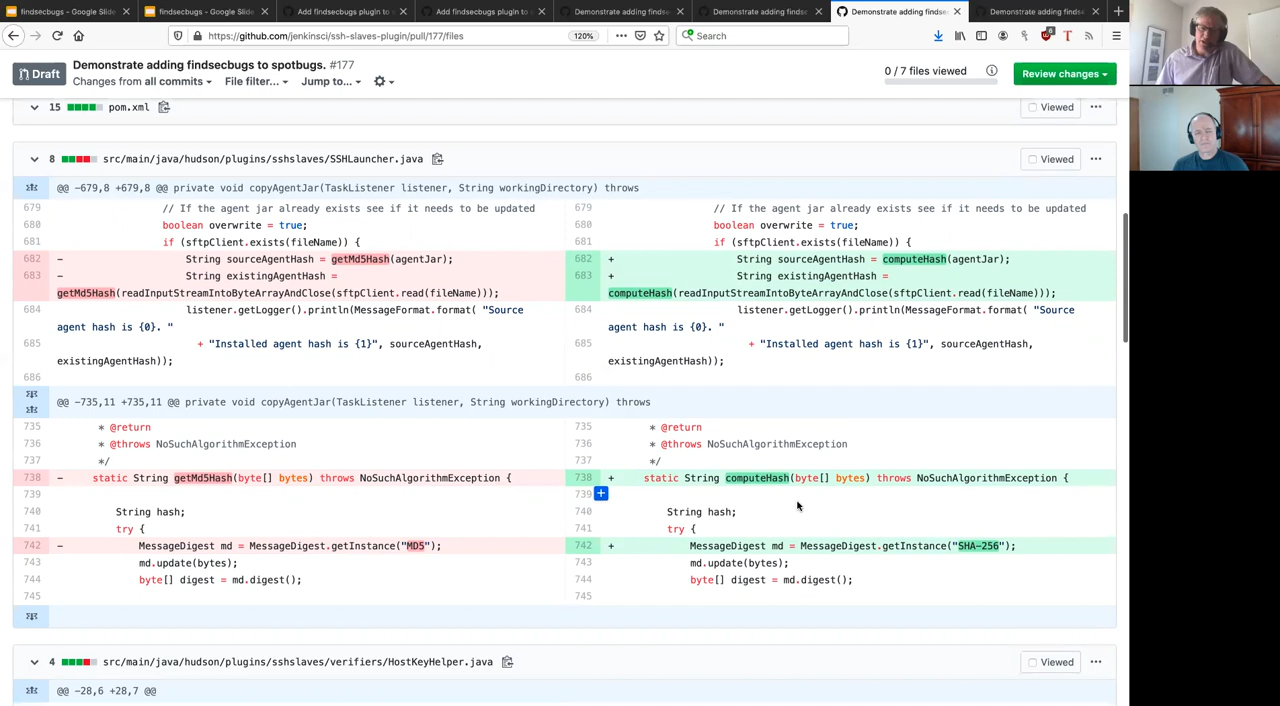 findsecbugs - Google Slide
findsecbugs - Google Slid
Add findsecbugs plugin to
Add findsecbugs plugin to
Demonstrate adding findse
Demonstrate adding findse
Demonstrate adding findsec
Demonstrate adding findse
https://github.com/jenkinsci/ssh-slaves-plugin/pull/177/files
120%
Search
Draft
Demonstrate adding findsecbugs to spotbugs. #177
Changes from all commits
File filter...
Jump to...
0 / 7 files viewed
Review changes
15 pom.xml
Viewed
8 src/main/java/hudson/plugins/sshslaves/SSHLauncher.java
Viewed
@@ -679,8 +679,8 @@ private void copyAgentJar(TaskListener listener, String workingDirectory) throws
679 // If the agent jar already exists see if it needs to be updated
680 boolean overwrite = true;
681 if (sftpClient.exists(fileName)) {
682 - String sourceAgentHash = getMd5Hash(agentJar);
683 - String existingAgentHash =
getMd5Hash(readInputStreamIntoByteArrayAndClose(sftpClient.read(fileName)));
684 listener.getLogger().println(MessageFormat.format( "Source
agent hash is {0}. "
685 + "Installed agent hash is {1}", sourceAgentHash,
existingAgentHash));
686
679 // If the agent jar already exists see if it needs to be updated
680 boolean overwrite = true;
681 if (sftpClient.exists(fileName)) {
682 + String sourceAgentHash = computeHash(agentJar);
683 + String existingAgentHash =
computeHash(readInputStreamIntoByteArrayAndClose(sftpClient.read(fileName)));
684 listener.getLogger().println(MessageFormat.format( "Source
agent hash is {0}. "
685 + "Installed agent hash is {1}", sourceAgentHash,
existingAgentHash));
686
@@ -735,11 +735,11 @@ private void copyAgentJar(TaskListener listener, String workingDirectory) throws
735 * @return
736 * @throws NoSuchAlgorithmException
737 */
738 - static String getMd5Hash(byte[] bytes) throws NoSuchAlgorithmException {
739
740 String hash;
741 try {
742 - MessageDigest md = MessageDigest.getInstance("MD5");
743 md.update(bytes);
744 byte[] digest = md.digest();
745
735 * @return
736 * @throws NoSuchAlgorithmException
737 */
738 + static String computeHash(byte[] bytes) throws NoSuchAlgorithmException {
739
740 String hash;
741 try {
742 + MessageDigest md = MessageDigest.getInstance("SHA-256");
743 md.update(bytes);
744 byte[] digest = md.digest();
745
4 src/main/java/hudson/plugins/sshslaves/verifiers/HostKeyHelper.java
Viewed
@@ -28,6 +28,7 @@